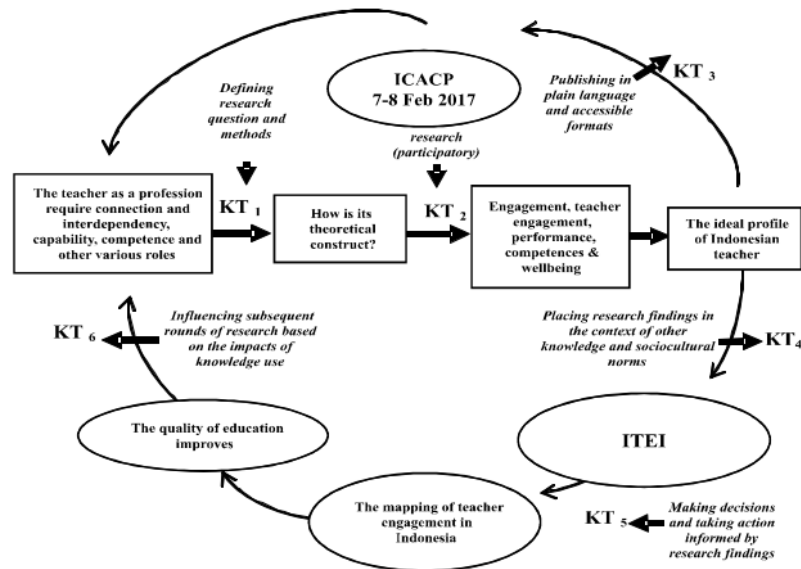 ICACP
7-8 Feb 2017
Defining
research
question and
methods
research
(participatory)
Publishing in
plain language
and accessible
formats
KT 3
The teacher as a profession
require connection and
interdependency,
capability, competence and
other various roles
KT 1
How is its
theoretical
construct?
KT 2
Engagement, teacher
engagement,
performance,
competences &
wellbeing
The ideal profile
of Indonesian
teacher
KT 6
Influencing subsequent
rounds of research based
on the impacts of
knowledge use
Placing research findings in
the context of other
knowledge and sociocultural
norms
KT4
The quality of education
improves
ITEI
The mapping of teacher
engagement in
Indonesia
KT 5
Making decisions
and taking action
informed by
research findings